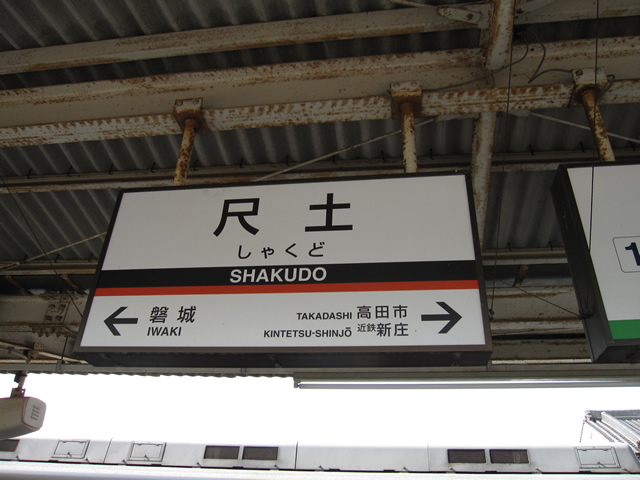 尺土
しゃくど
SHAKUDO
磐城
IWAKI
TAKADASHI 高田市
KINTETSU-SHINJŌ 近鉄新庄
1